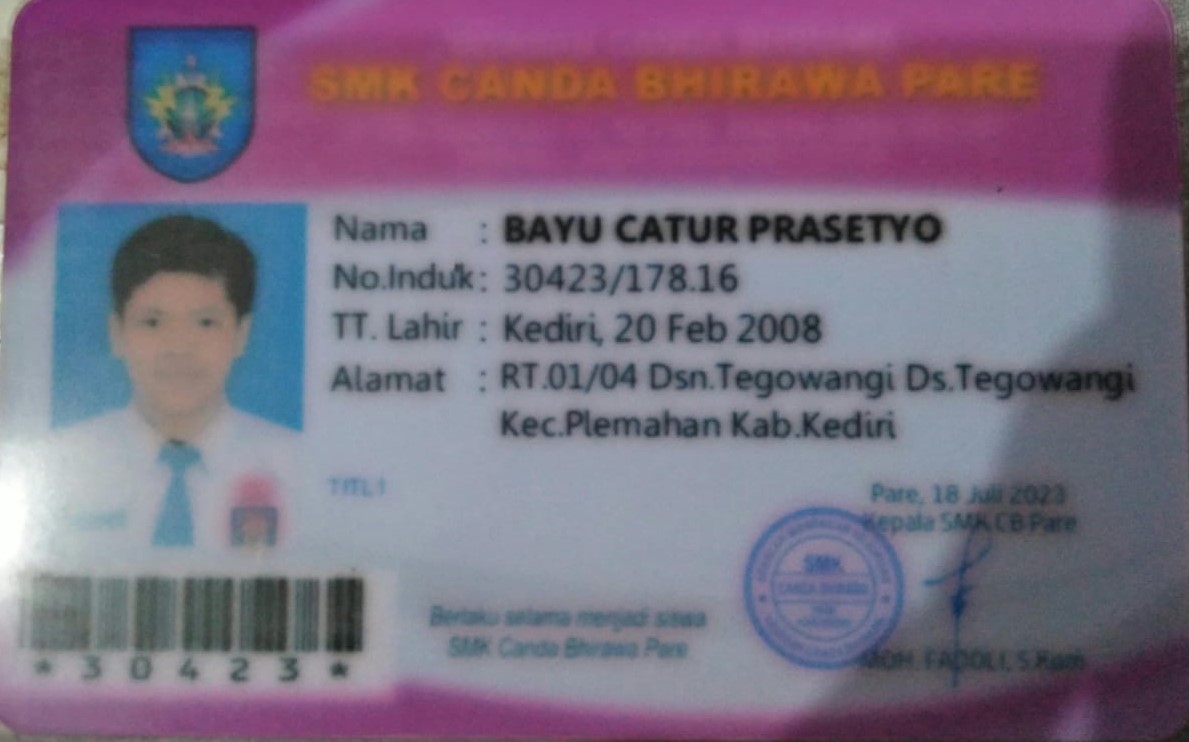 SMK CANDA BHIRAWA PARE
Nama : BAYU CATUR PRASETYO
No.Induk : 30423/178.16
TT. Lahir : Kediri, 20 Feb 2008
Alamat : RT.01/04 Dsn.Tegowangi Ds.Tegowangi
Kec.Plemahan Kab.Kediri
TITL1
Pare, 18 Juli 2023
Kepala SMK CB Pare
SMK
CANDA BHIRAWA
Berlaku selama menjadi siswa
SMK Canda Bhirawa Pare
MOH. FADOLI, S.Kom
*30423*